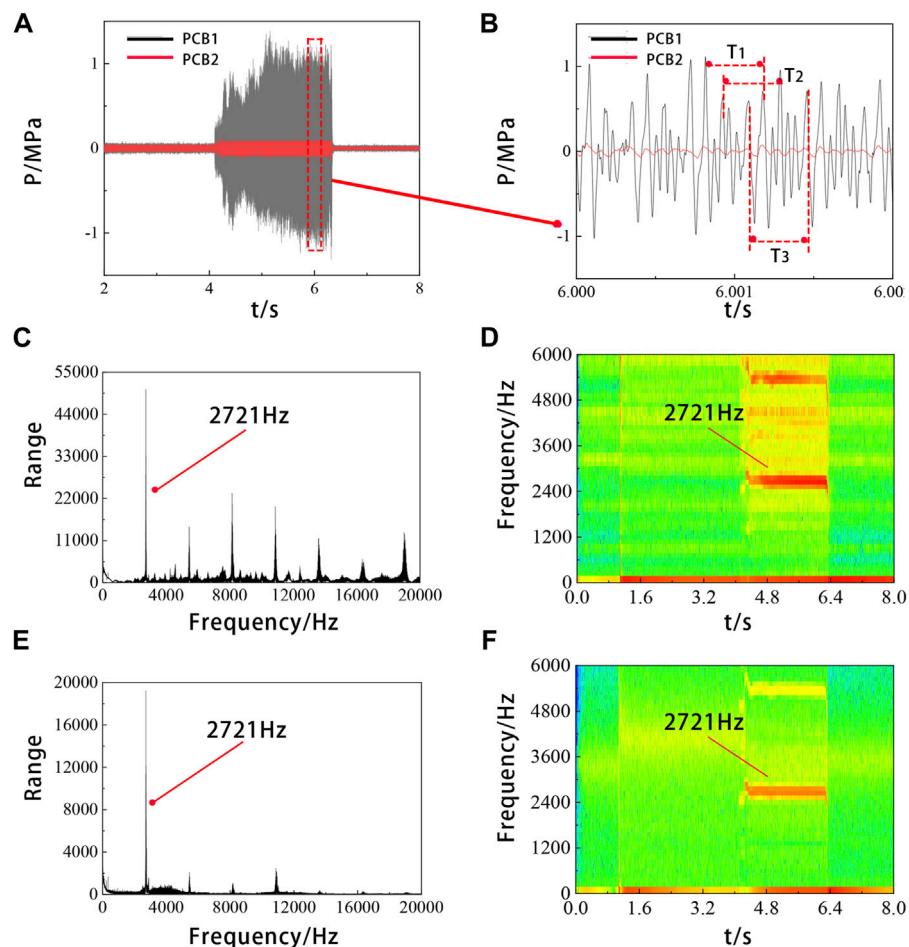 A
PCB1
PCB2
P/MPa
1
0
-1
2
4
6
8
t/s
B
PCB1
PCB2
T1
T2
T3
P/MPa
1
0
-1
6.000
6.001
6.001
t/s
C
2721Hz
Range
55000
44000
33000
22000
11000
0
0
4000
8000
12000
16000
20000
Frequency/Hz
D
2721Hz
Frequency/Hz
6000
4800
3600
2400
1200
0
0.0
1.6
3.2
4.8
6.4
8.0
t/s
E
2721Hz
Range
20000
16000
12000
8000
4000
0
0
4000
8000
12000
16000
20000
Frequency/Hz
F
2721Hz
Frequency/Hz
6000
4800
3600
2400
1200
0
0.0
1.6
3.2
4.8
6.4
8.0
t/s